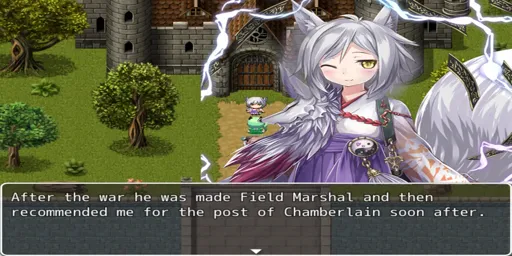 After the war he was made Field Marshal and then
recommended me for the post of Chamberlain soon after.